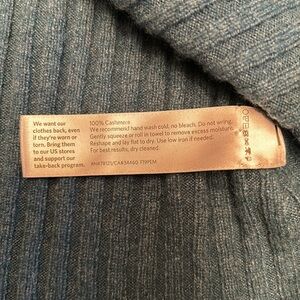 We want our
clothes back, even
if they're worn or
torn. Bring them
to our US stores
and support our
take-back program.
100% Cashmere
We recommend hand wash cold, no bleach. Do not wring.
Gently squeeze or roll in towel to remove excess moisture.
Reshape and lay flat to dry. Use low iron if needed.
For best results, dry cleaned.